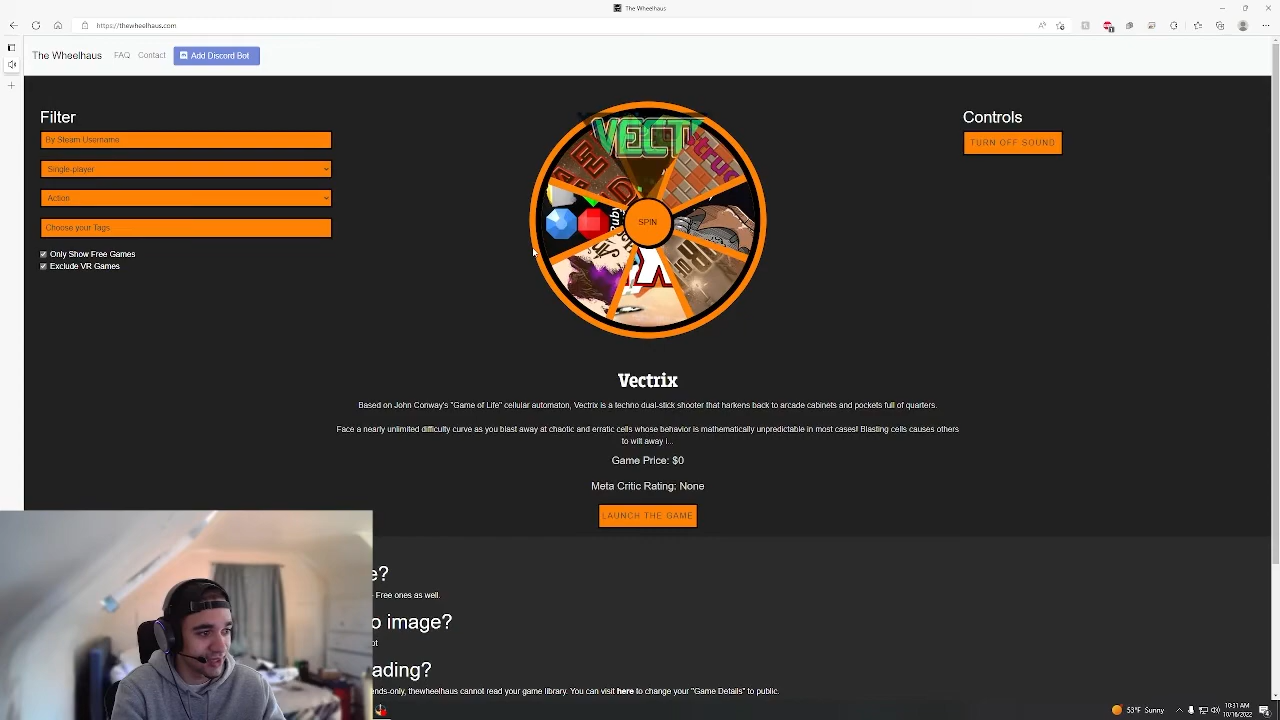 The Wheelhaus
https://thewheelhaus.com
The Wheelhaus FAQ Contact Add Discord Bot
Filter
By Steam Username
Single-player
Action
Choose your Tags
Only Show Free Games
Exclude VR Games
VECT
SPIN
Controls
TURN OFF SOUND
Vectrix
Based on John Conway's "Game of Life" cellular automaton, Vectrix is a techno dual-stick shooter that harkens back to arcade cabinets and pockets full of quarters.
Face a nearly unlimited difficulty curve as you blast away at chaotic and erratic cells whose behavior is mathematically unpredictable in most cases! Blasting cells causes others
to wilt away i...
Game Price: $0
Meta Critic Rating: None
LAUNCH THE GAME
e?
Free ones as well.
o image?
ot
ading?
ends-only, thewheelhaus cannot read your game library. You can visit here to change your "Game Details" to public.
53°F Sunny
10:31 AM
10/16/2022